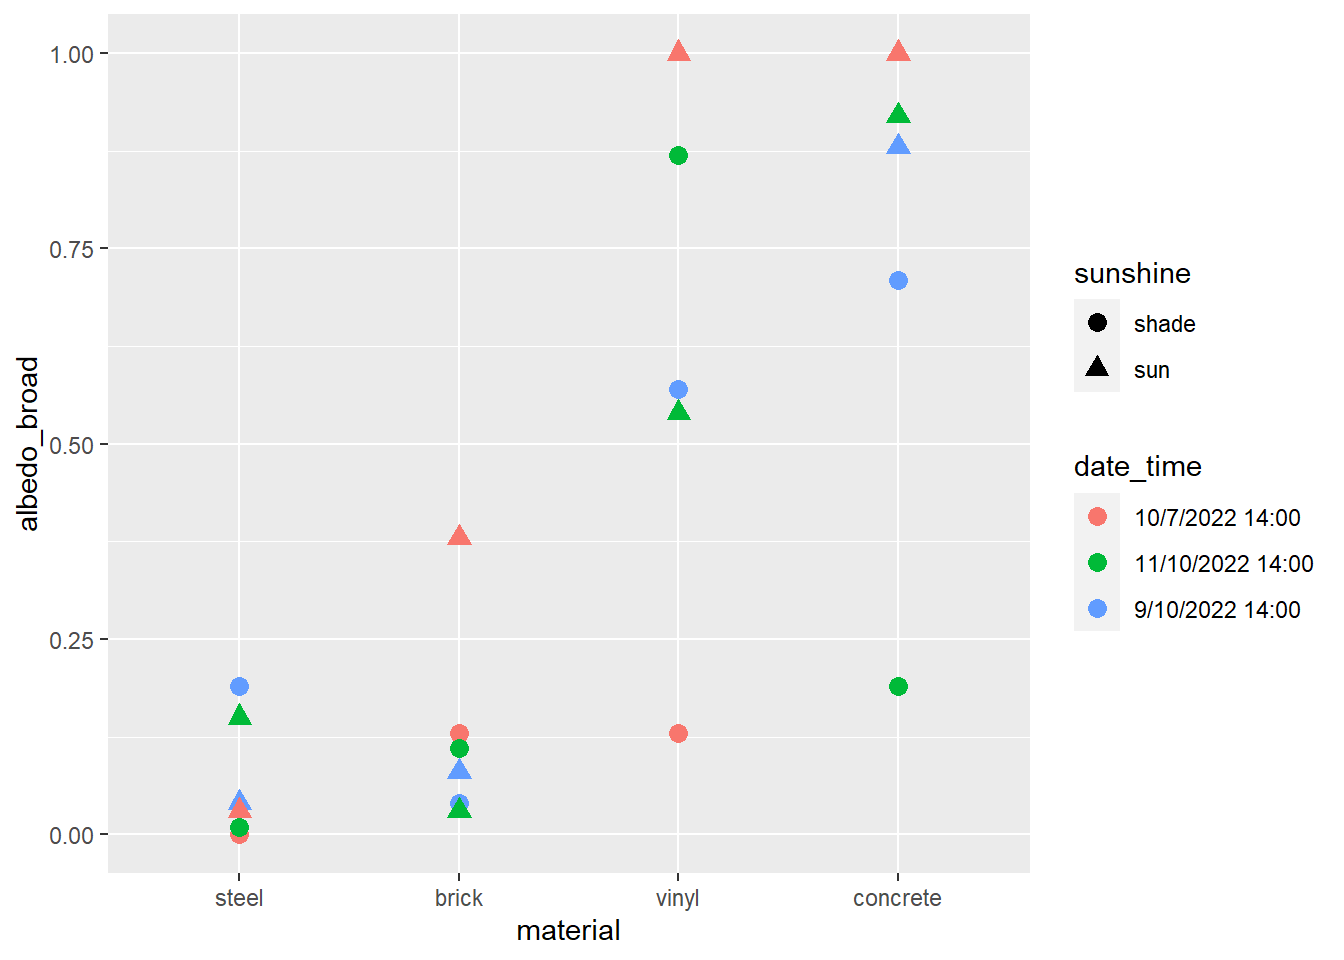 1.00
0.75
0.50
0.25
0.00
albedo_broad
steel
brick
vinyl
concrete
material
sunshine
shade
sun
date_time
10/7/2022 14:00
11/10/2022 14:00
9/10/2022 14:00